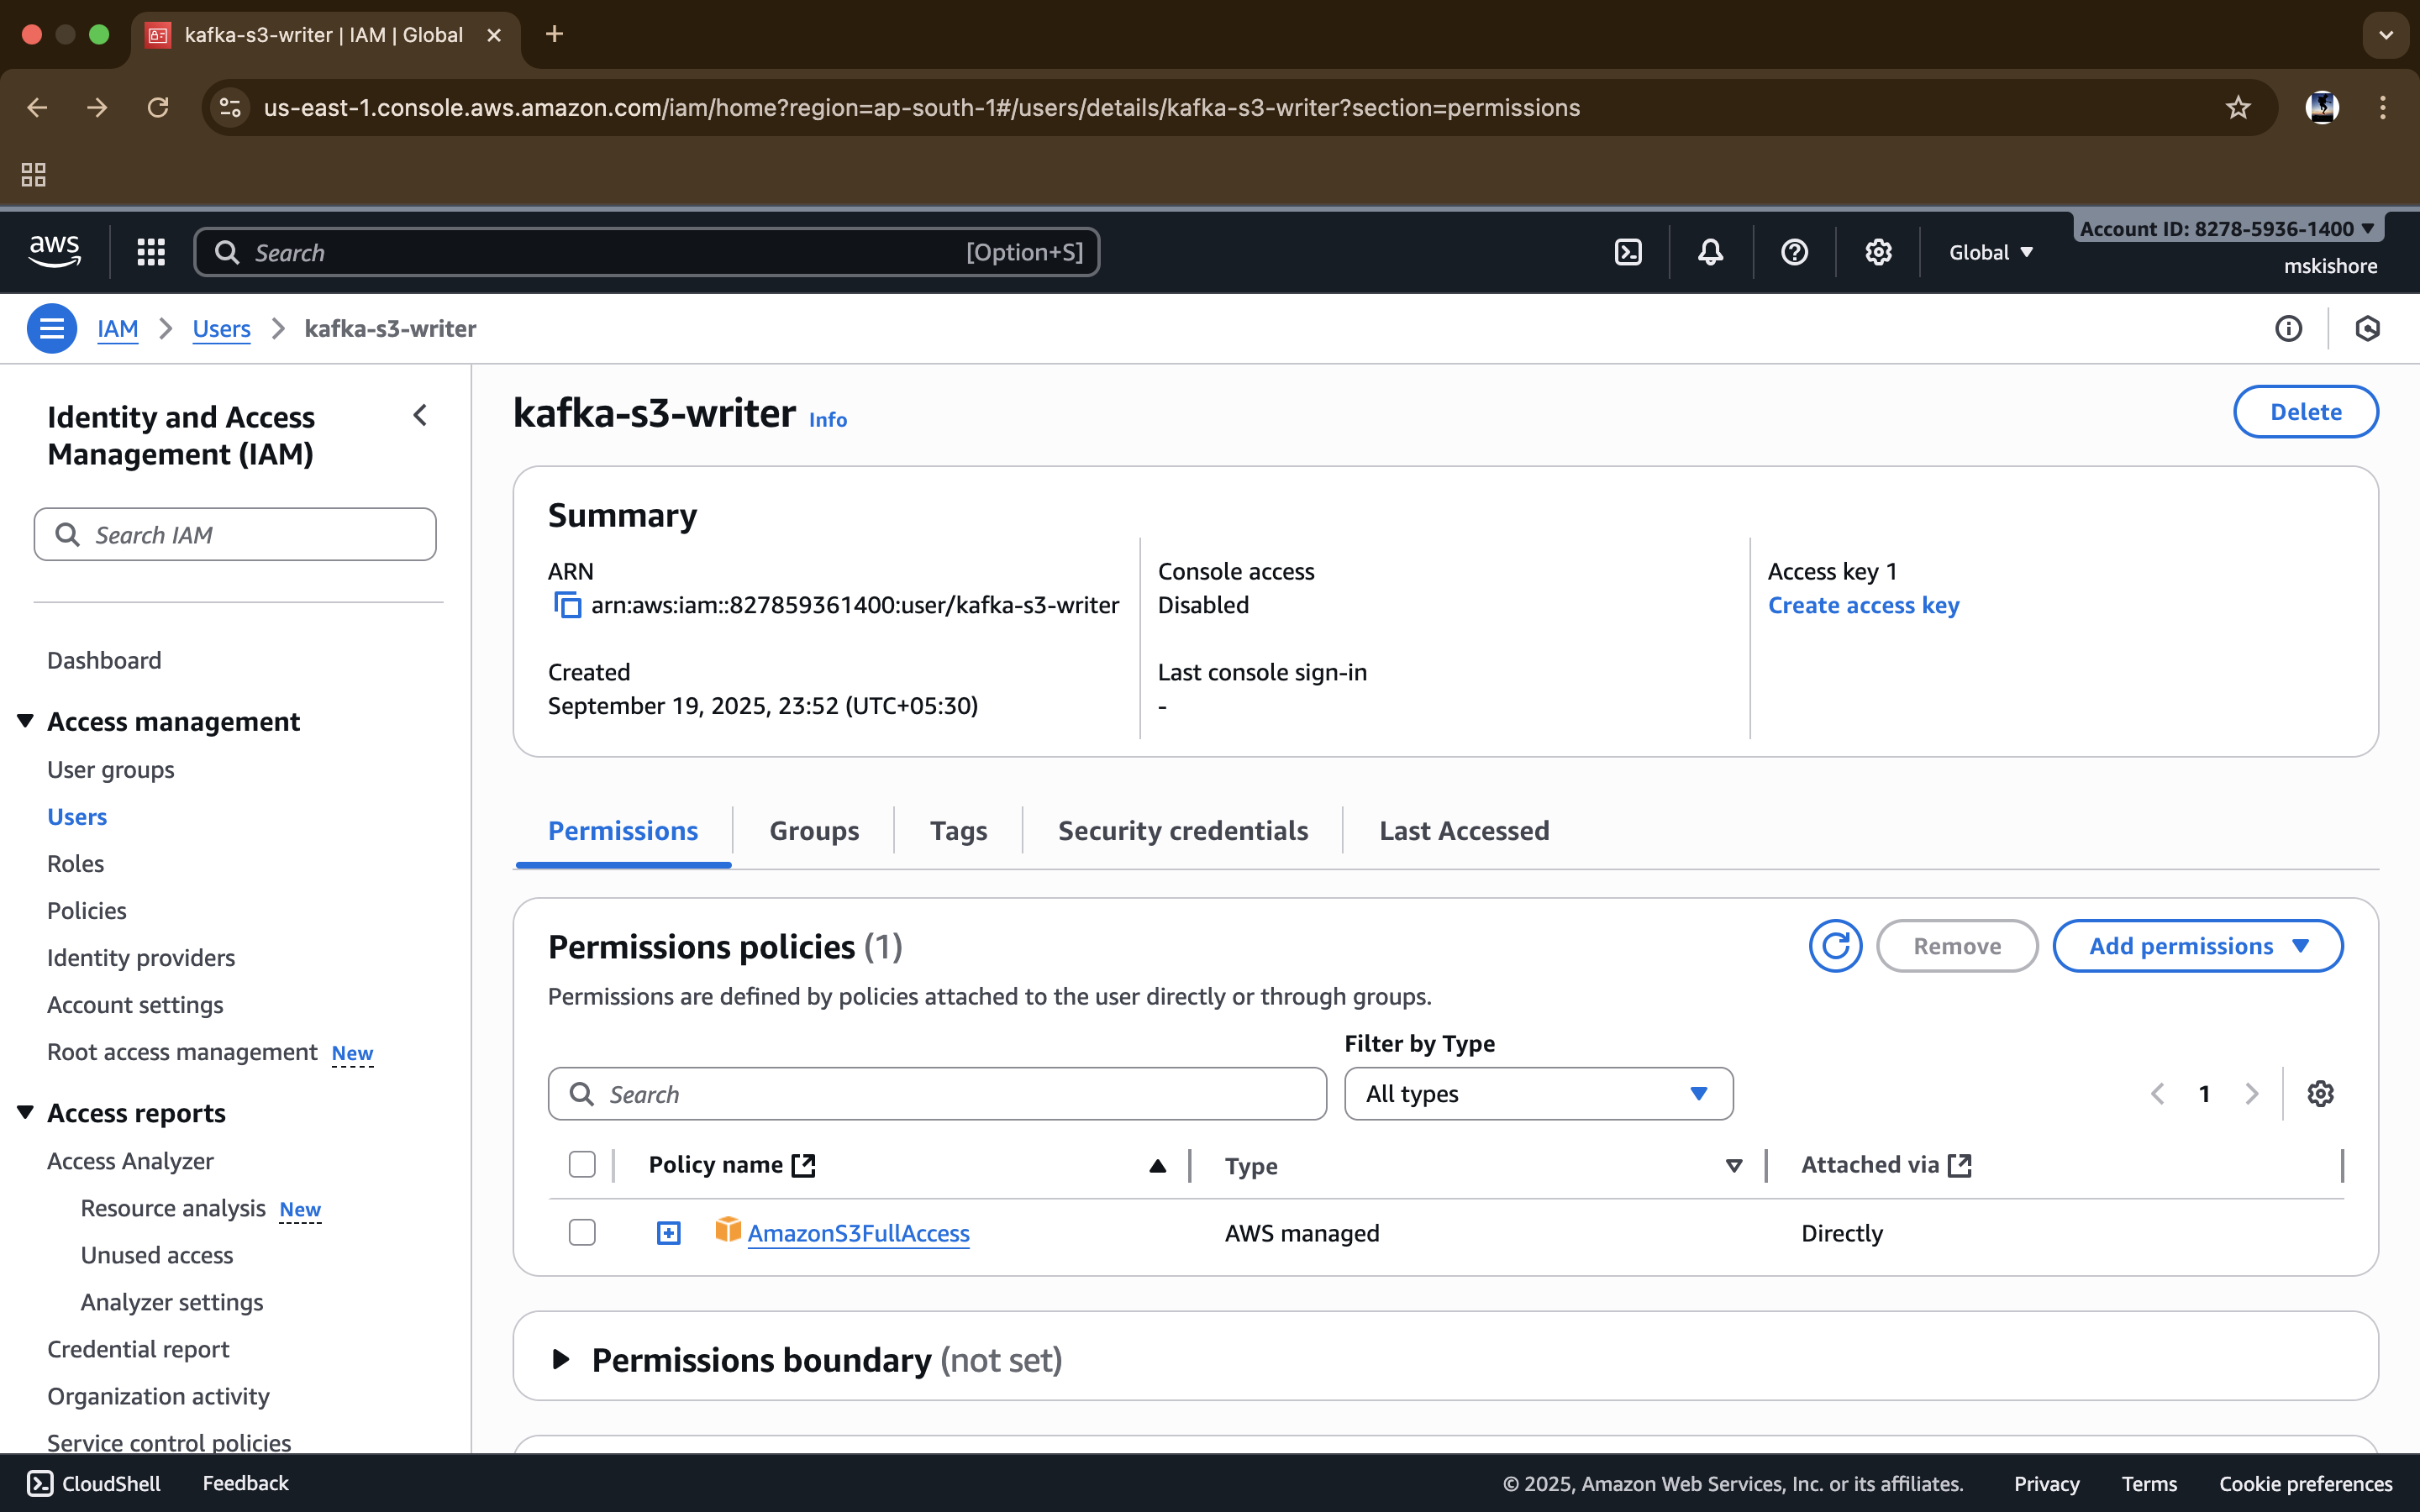 kafka-s3-writer | IAM | Global
us-east-1.console.aws.amazon.com/iam/home?region=ap-south-1#/users/details/kafka-s3-writer?section=permissions
aws
Search
[Option+S]
Global
Account ID: 8278-5936-1400
mskishore
IAM
Users
kafka-s3-writer
Identity and Access
Management (IAM)
Search IAM
Dashboard
Access management
User groups
Users
Roles
Policies
Identity providers
Account settings
Root access management New
Access reports
Access Analyzer
Resource analysis New
Unused access
Analyzer settings
Credential report
Organization activity
Service control policies
kafka-s3-writer Info
Delete
Summary
ARN
arn:aws:iam::827859361400:user/kafka-s3-writer
Created
September 19, 2025, 23:52 (UTC+05:30)
Console access
Disabled
Last console sign-in
-
Access key 1
Create access key
Permissions
Groups
Tags
Security credentials
Last Accessed
Permissions policies (1)
Remove
Add permissions
Permissions are defined by policies attached to the user directly or through groups.
Filter by Type
Search
All types
1
Policy name
Type
Attached via
AmazonS3FullAccess
AWS managed
Directly
Permissions boundary (not set)
CloudShell
Feedback
© 2025, Amazon Web Services, Inc. or its affiliates.
Privacy
Terms
Cookie preferences